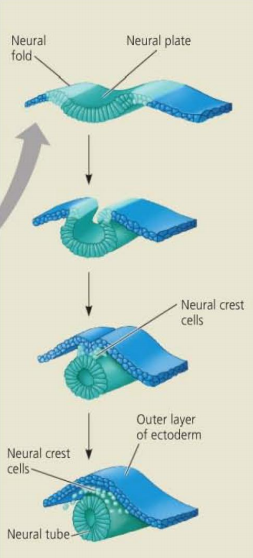 Neural
fold
Neural plate
Neural crest
cells
Outer layer
of ectoderm
Neural crest
cells
Neural tube